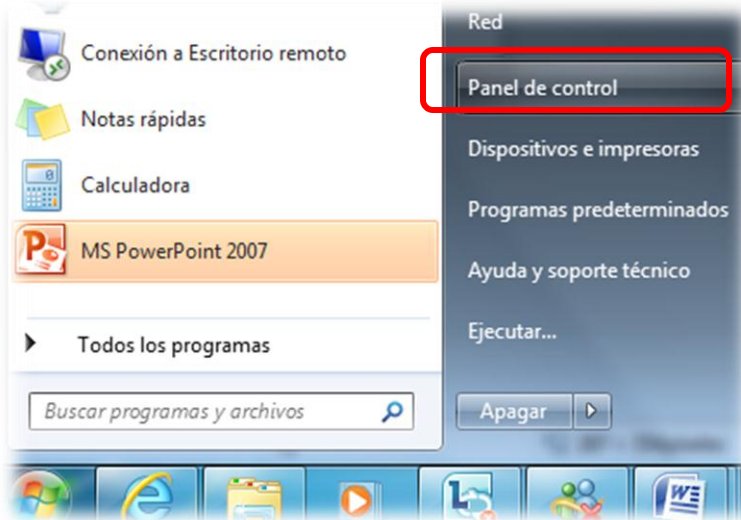 Conexión a Escritorio remoto
Notas rápidas
Calculadora
MS PowerPoint 2007
Todos los programas
Buscar programas y archivos
Red
Panel de control
Dispositivos e impresoras
Programas predeterminados
Ayuda y soporte técnico
Ejecutar...
Apagar